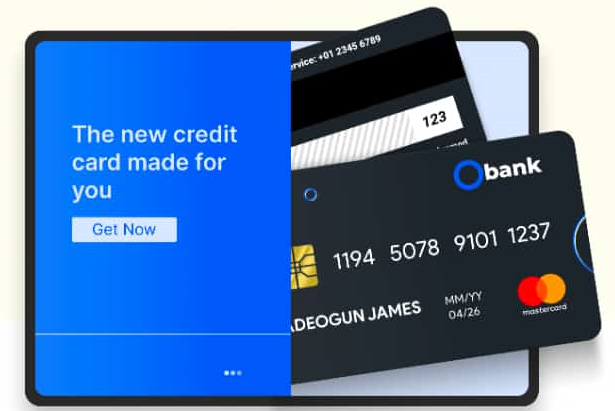 The new credit
card made for
you
Get Now
+01 2345 6789
123
bank
1194 5078 9101 1237
ADEOGUN JAMES
MM/YY
04/26
mastercard